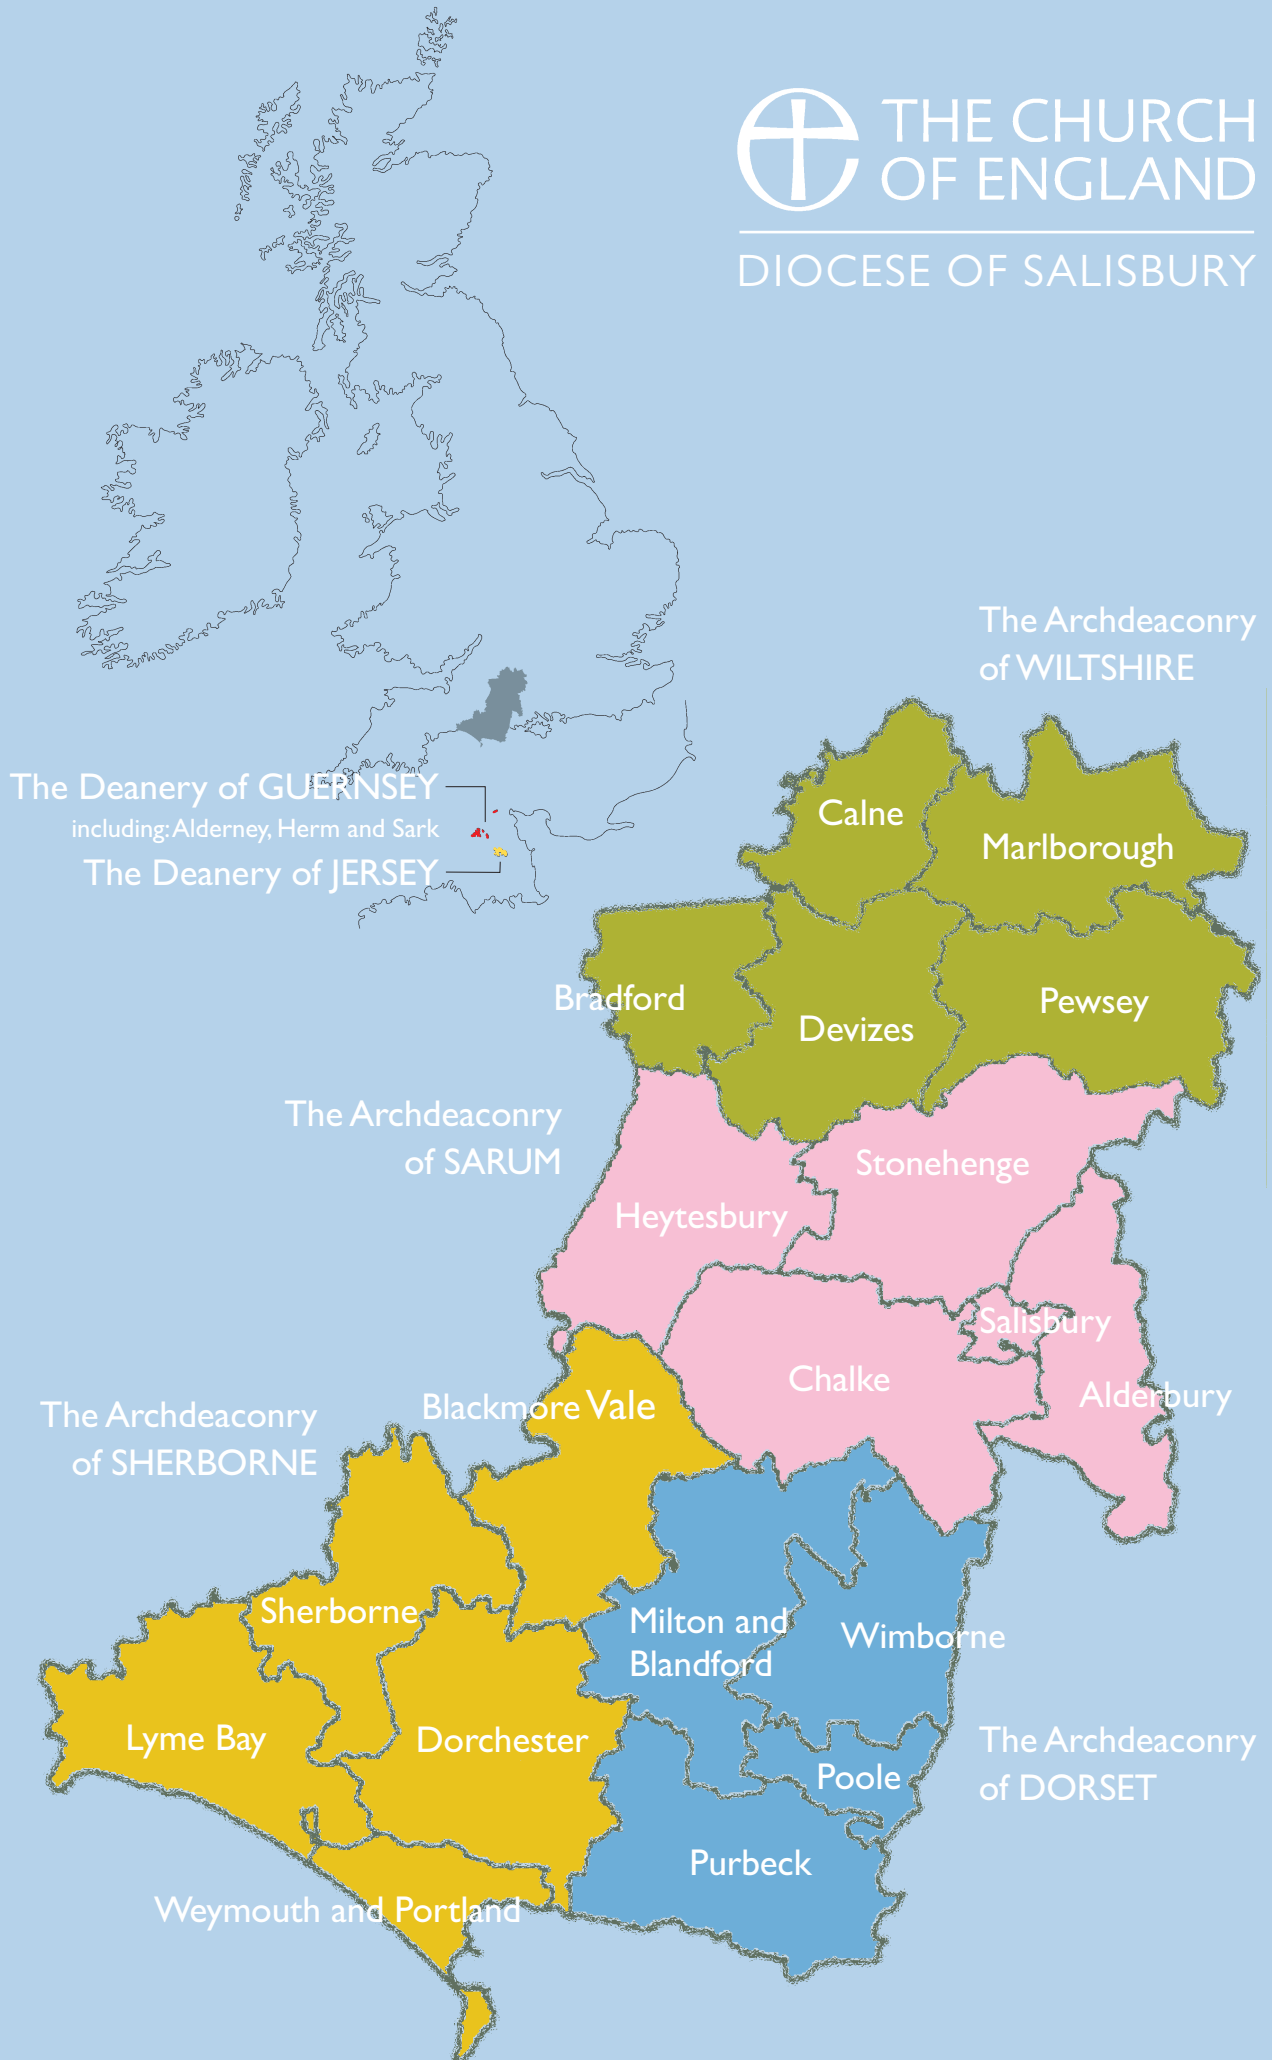 THE CHURCH
OF ENGLAND
DIOCESE OF SALISBURY
The Archdeaconry
of WILTSHIRE
The Deanery of GUERNSEY
including: Alderney, Herm and Sark
The Deanery of JERSEY
Calne
Marlborough
Bradford
Devizes
Pewsey
The Archdeaconry
of SARUM
Stonehenge
Heytesbury
Salisbury
Chalke
Alderbury
The Archdeaconry
of SHERBORNE
Blackmore Vale
Sherborne
Milton and
Blandford
Wimborne
Lyme Bay
Dorchester
The Archdeaconry
of DORSET
Poole
Purbeck
Weymouth and Portland